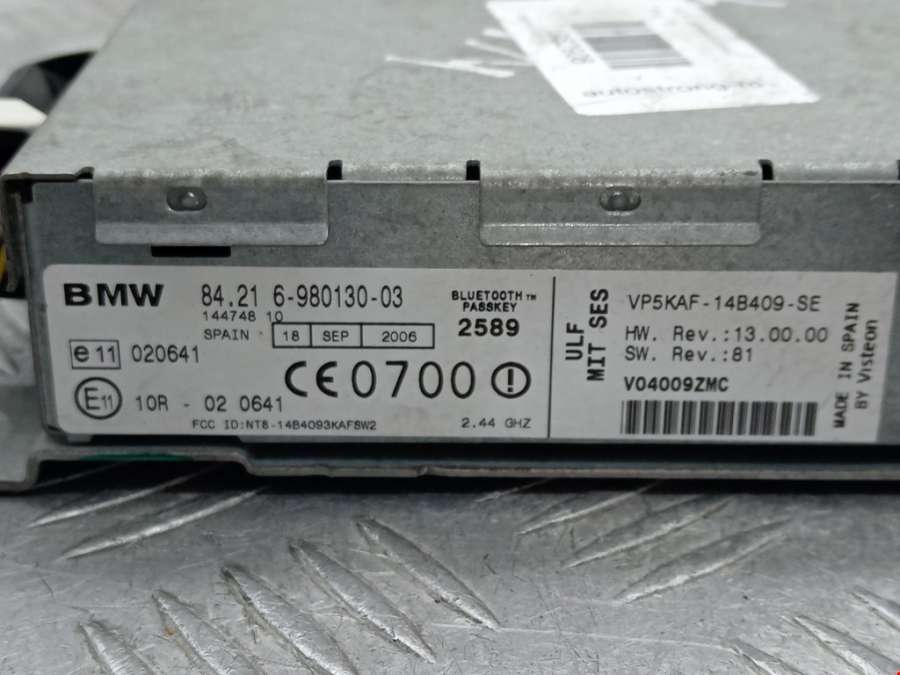 autostrong-m
BMW 84.21 6-980130-03
144748 10
SPAIN 18 SEP 2006
BLUETOOTH™
PASSKEY
2589
e11 020641
CE0700
E11 10R - 02 0641
FCC ID:NT8-14B4093KAFSW2 2.44 GHZ
ULF
MIT SES
VP5KAF-14B409-SE
HW. Rev.:13.00.00
SW. Rev.:81
V04009ZMC
MADE IN SPAIN
BY Visteon